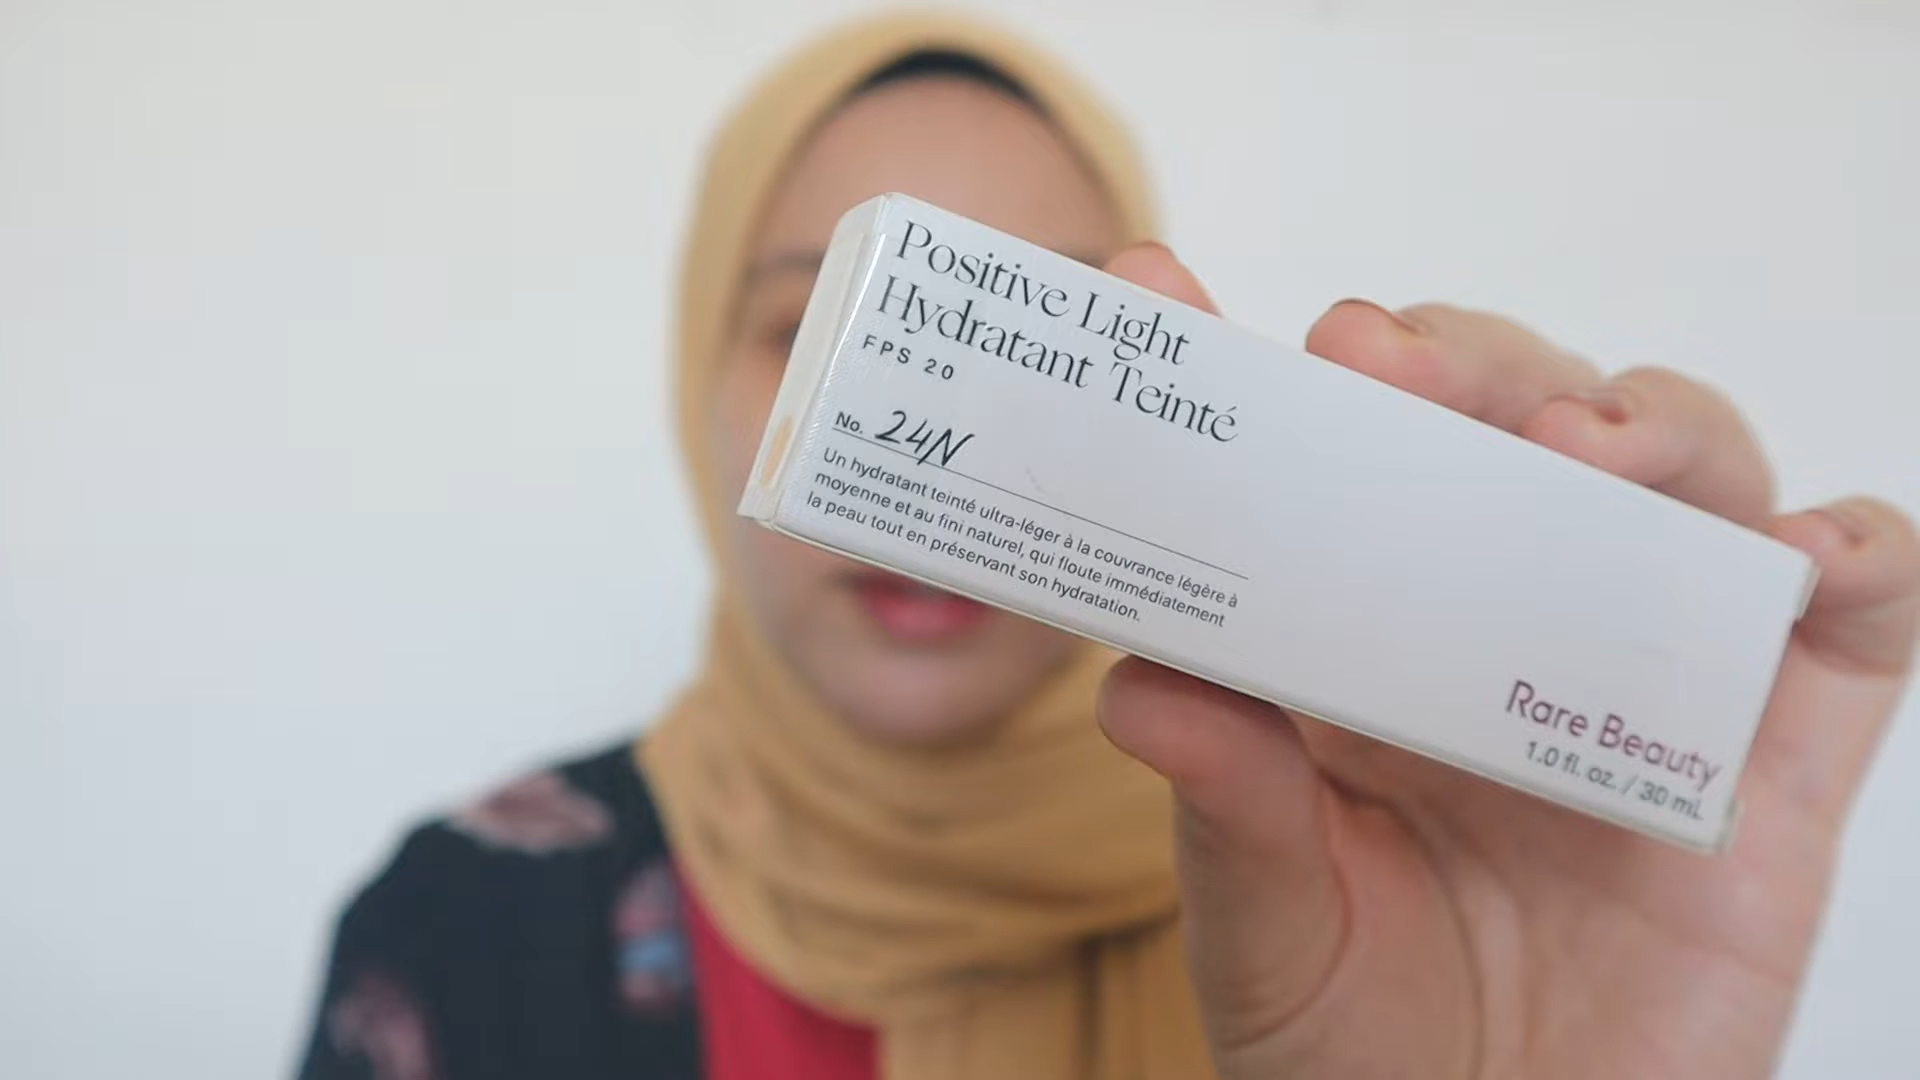 Positive Light
Hydratant Teinté
FPS 20
No. 24N
Un hydratant teinté ultra-léger à la couvrance légère à
moyenne et au fini naturel, qui floute immédiatement
la peau tout en préservant son hydratation.
Rare Beauty
1.0 fl. oz. / 30 mL